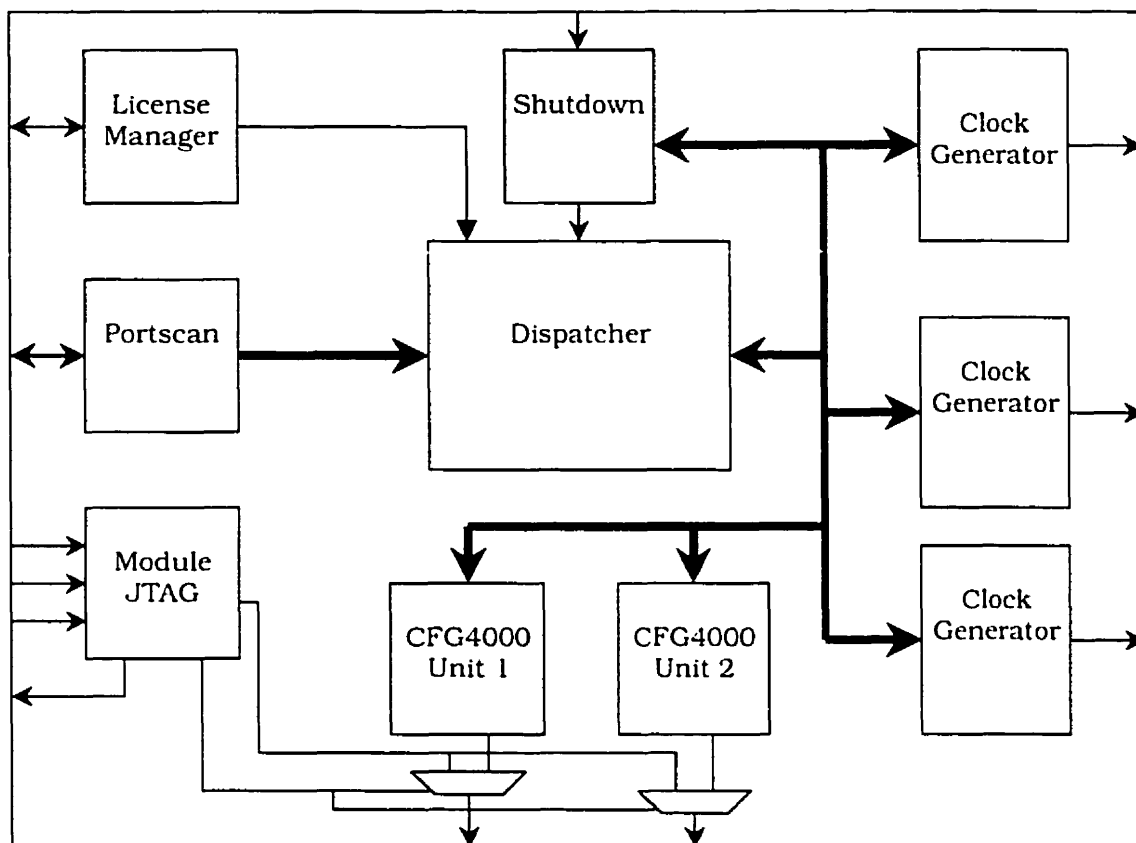 License
Manager
Shutdown
Clock
Generator
Portscan
Dispatcher
Clock
Generator
Module
JTAG
CFG4000
Unit 1
CFG4000
Unit 2
Clock
Generator